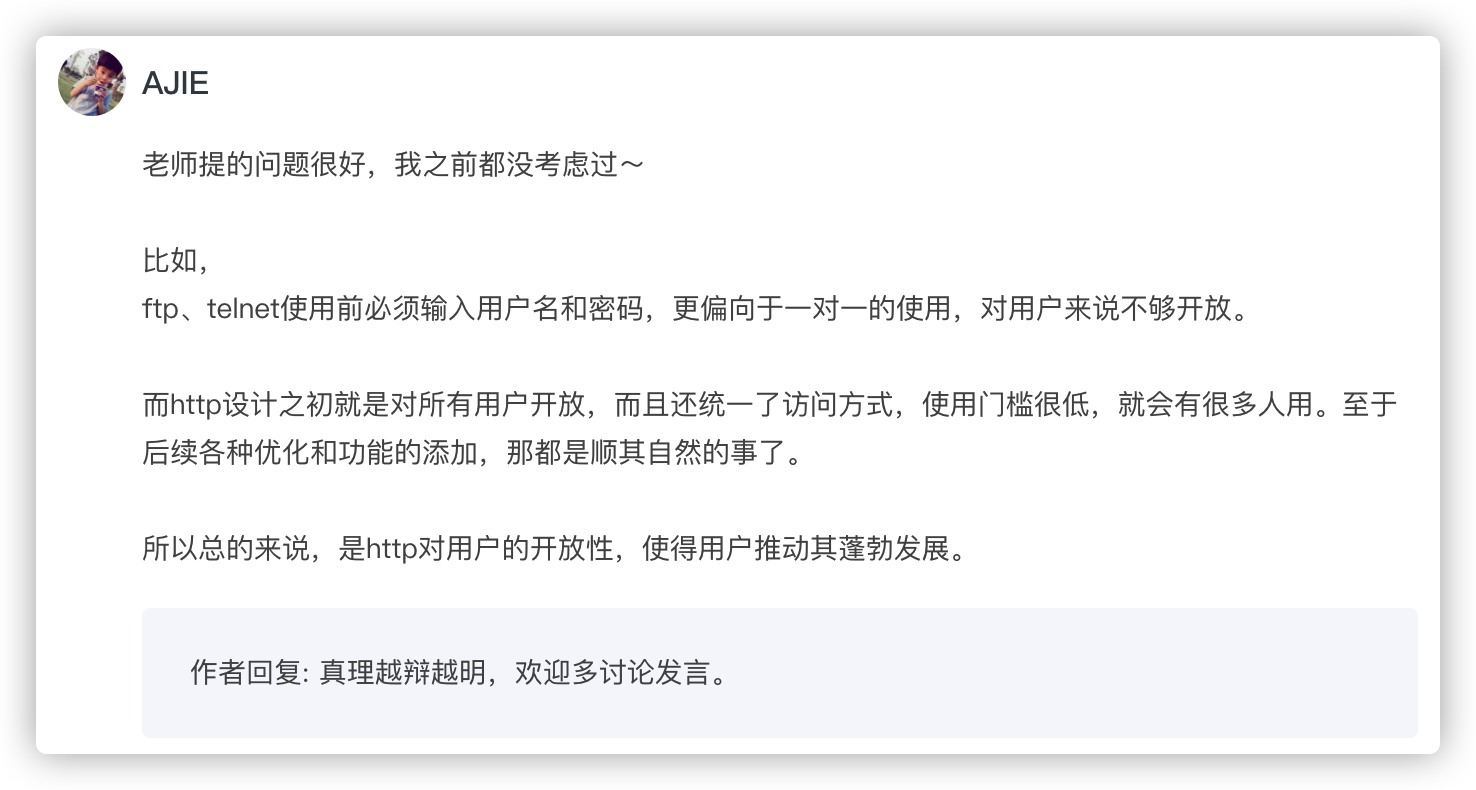 AJIE
老师提的问题很好，我之前都没考虑过～
比如，
ftp、telnet使用前必须输入用户名和密码，更偏向于一对一的使用，对用户来说不够开放。
而http设计之初就是对所有用户开放，而且还统一了访问方式，使用门槛很低，就会有很多人用。至于
后续各种优化和功能的添加，那都是顺其自然的事了。
所以总的来说，是http对用户的开放性，使得用户推动其蓬勃发展。
作者回复: 真理越辩越明，欢迎多讨论发言。